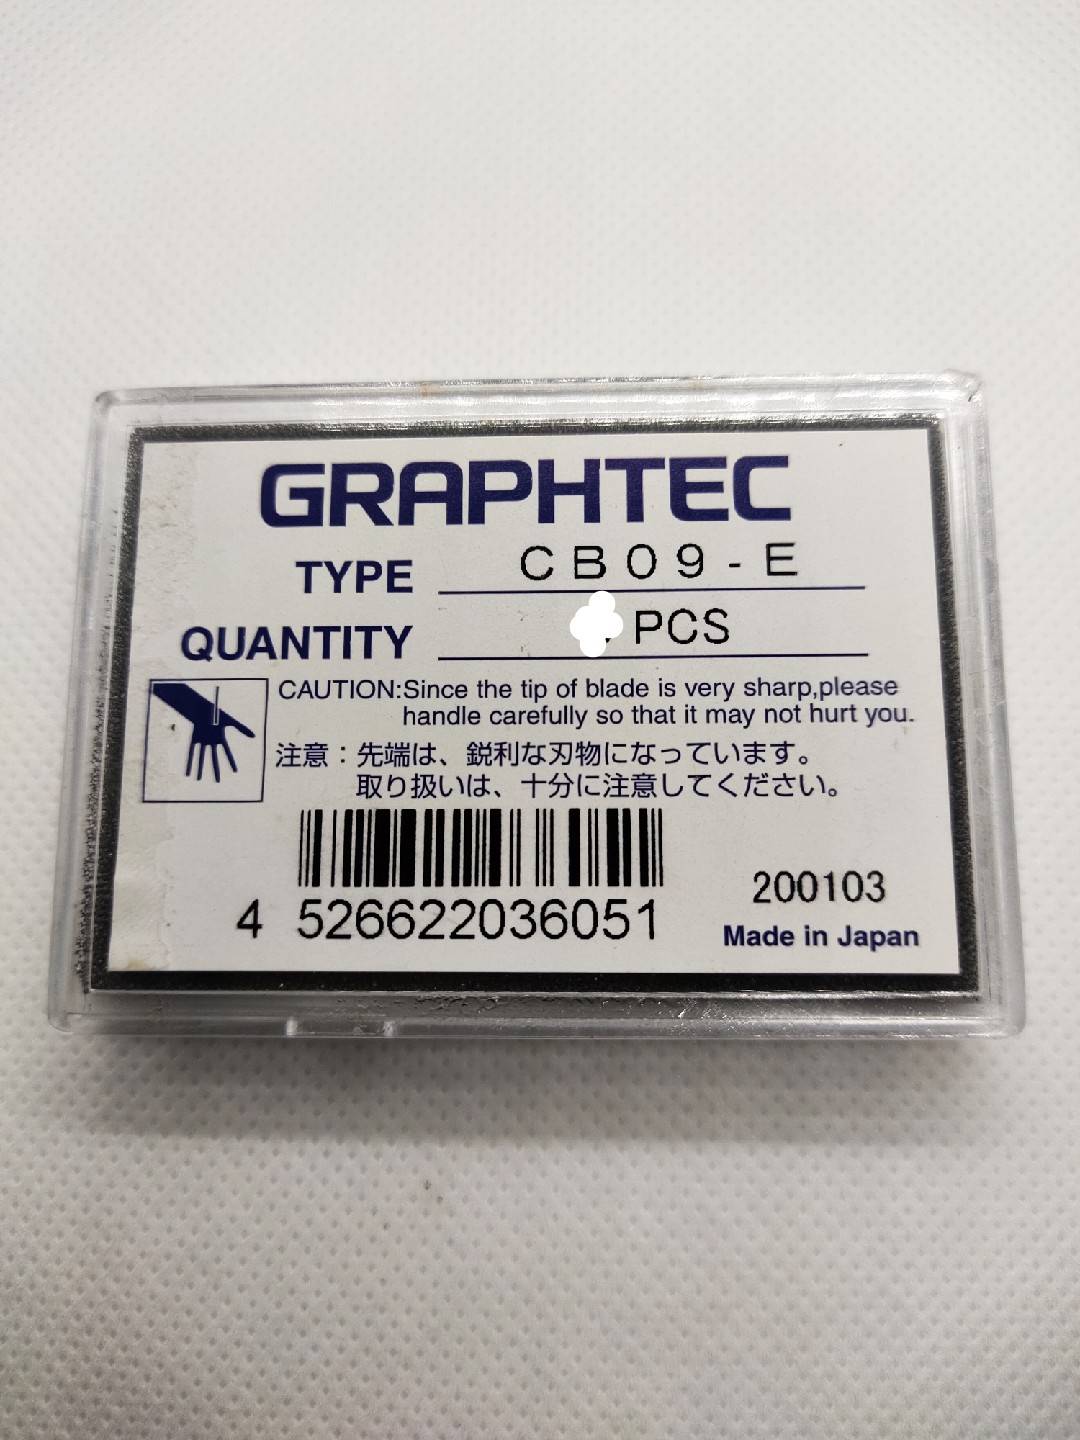 GRAPHTEC
TYPE CB09-E
QUANTITY PCS
CAUTION:Since the tip of blade is very sharp,please
handle carefully so that it may not hurt you.
注意：先端は、鋭利な刃物になっています。
取り扱いは、十分に注意してください。
4 526622036051
200103
Made in Japan